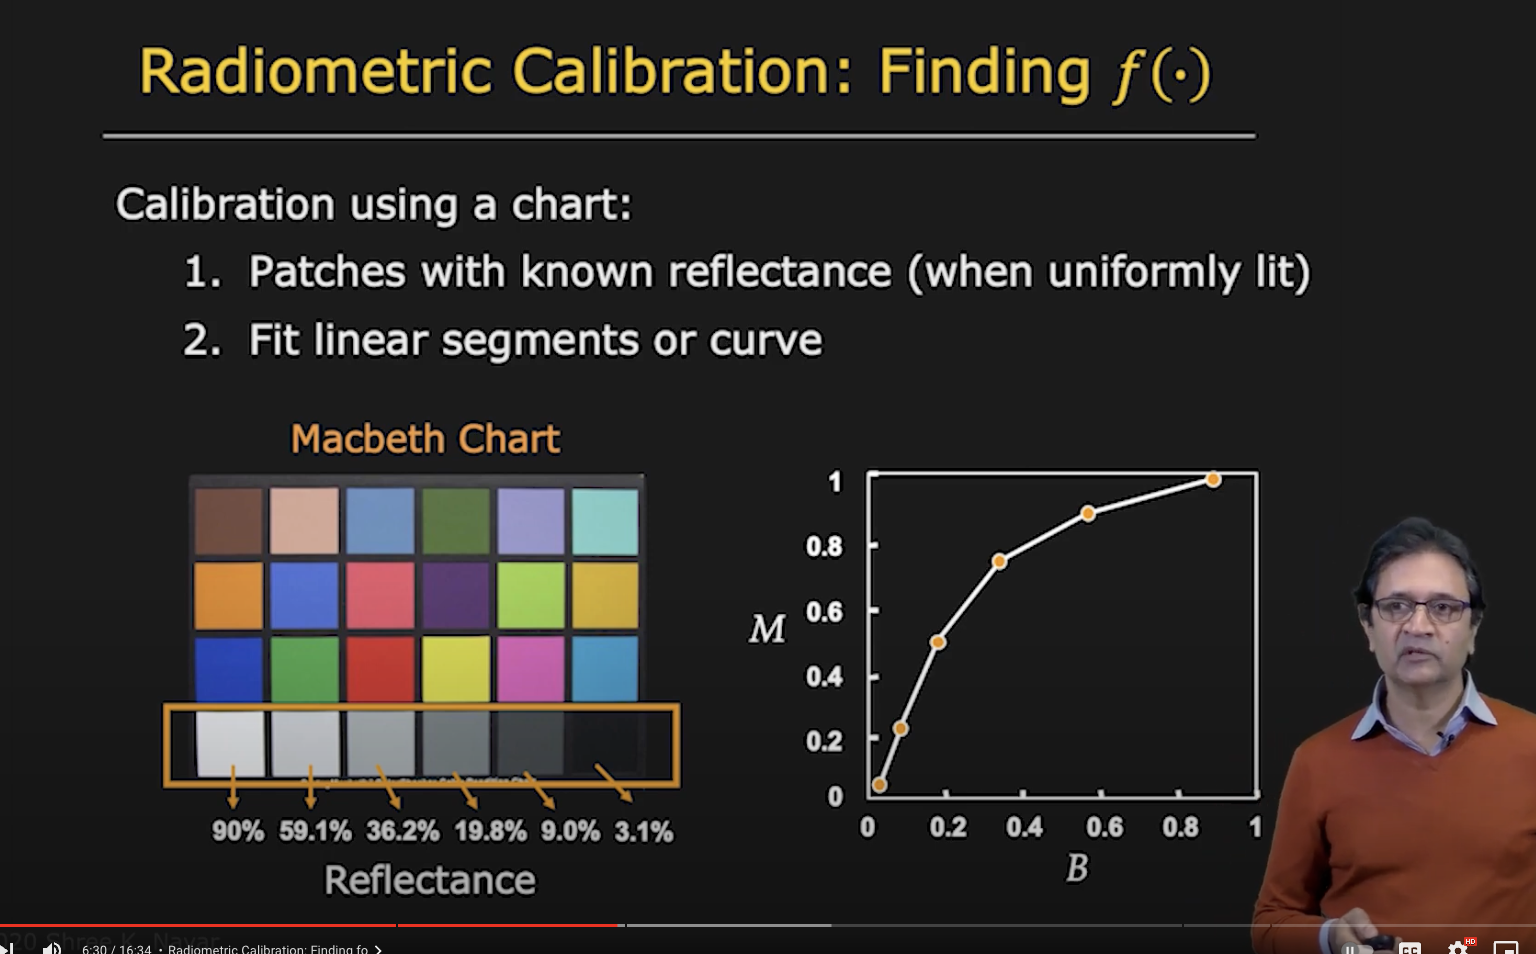 Radiometric Calibration: Finding f(·)
Calibration using a chart:
1. Patches with known reflectance (when uniformly lit)
2. Fit linear segments or curve
Macbeth Chart
90% 59.1% 36.2% 19.8% 9.0% 3.1%
Reflectance
1
0.8
0.6
M
0.4
0.2
0
0 0.2 0.4 0.6 0.8 1
B
6:30 / 16:34 • Radiometric Calibration: Finding fo
CC
HD